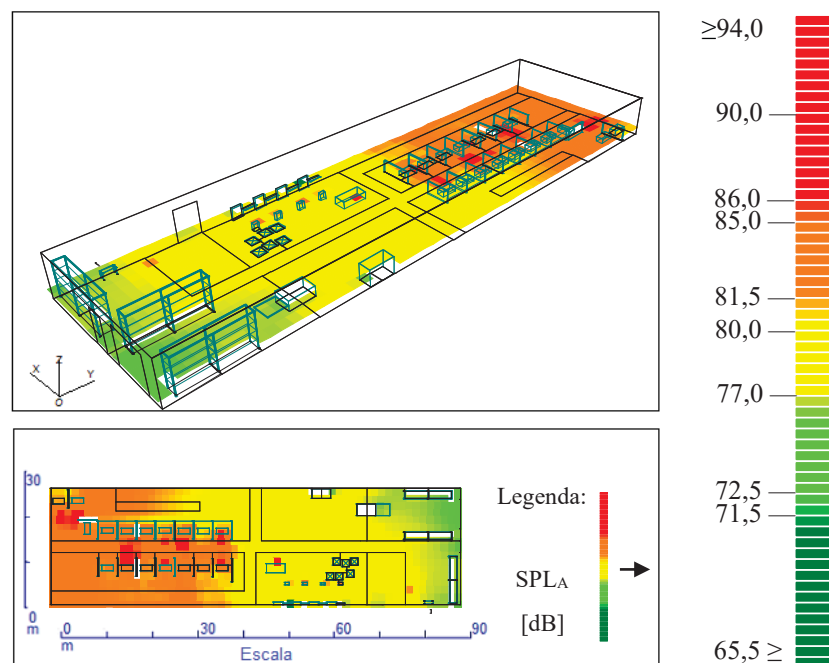 ≥94,0
90,0
86,0
85,0
81,5
80,0
77,0
72,5
71,5
65,5 ≥
X
Z
Y
O
30
0
m
0
m
30
60
90
Escala
Legenda:
SPLA
[dB]